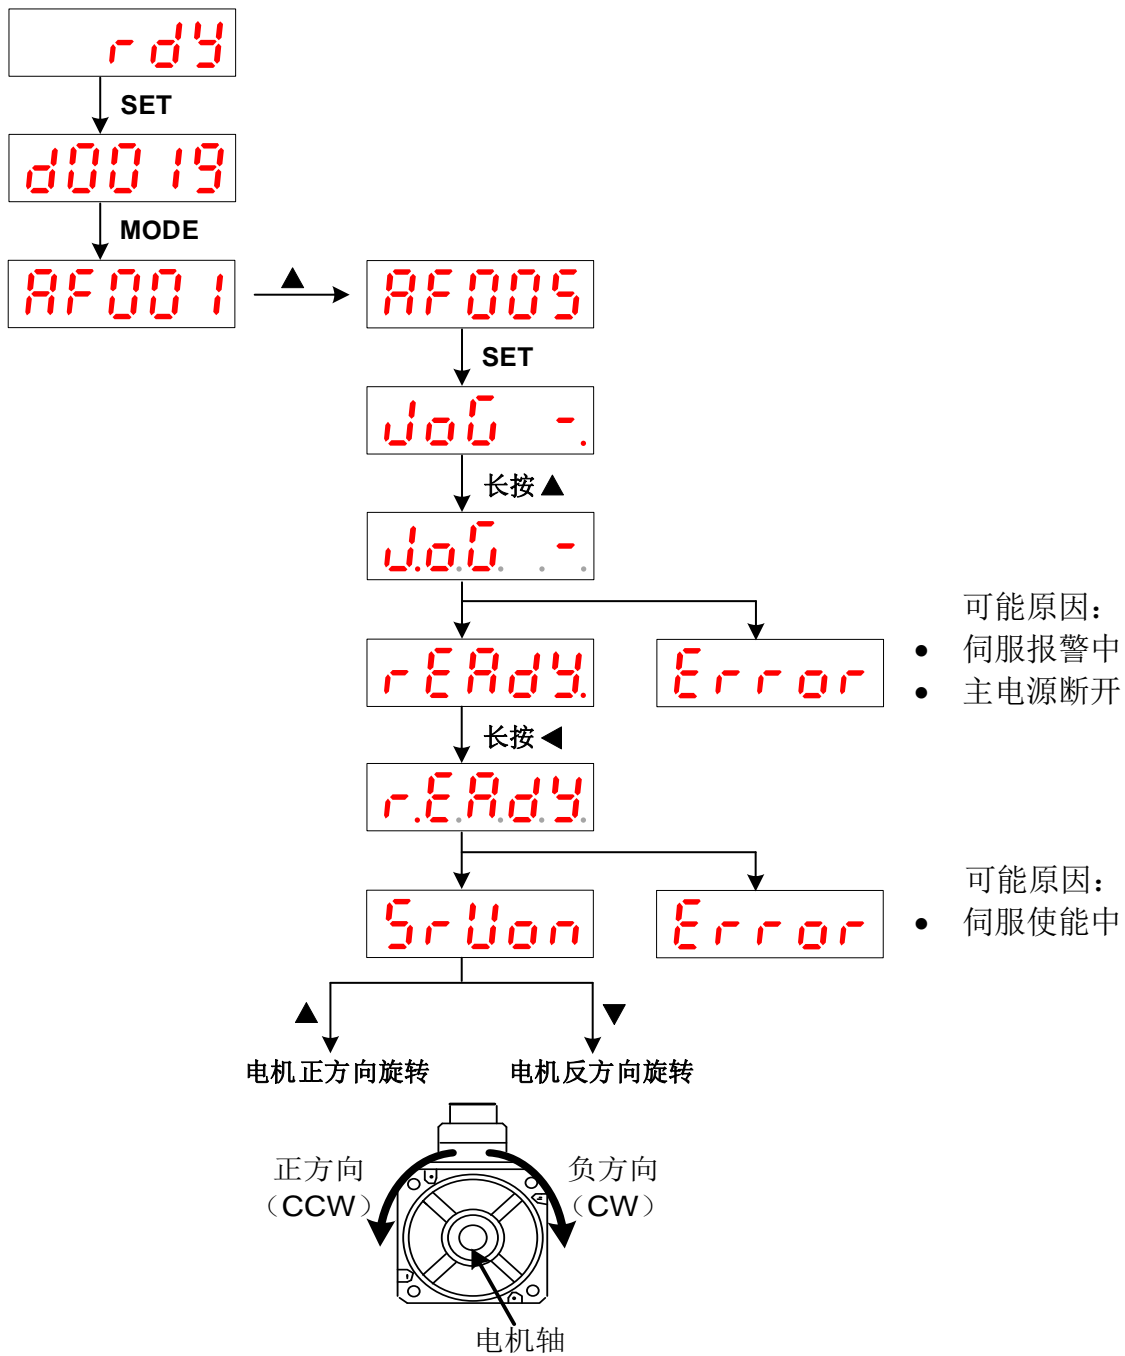 rdY
SET
d0019
MODE
AF001
▲
AF005
SET
JoG -.
长按▲
J.o.G. .-.
rEAdY.
Error
可能原因：
● 伺服报警中
● 主电源断开
长按◀
r.E.A.d.Y.
SrUon
Error
可能原因：
● 伺服使能中
▲
▼
电机正方向旋转
电机反方向旋转
正方向
（CCW）
负方向
（CW）
电机轴